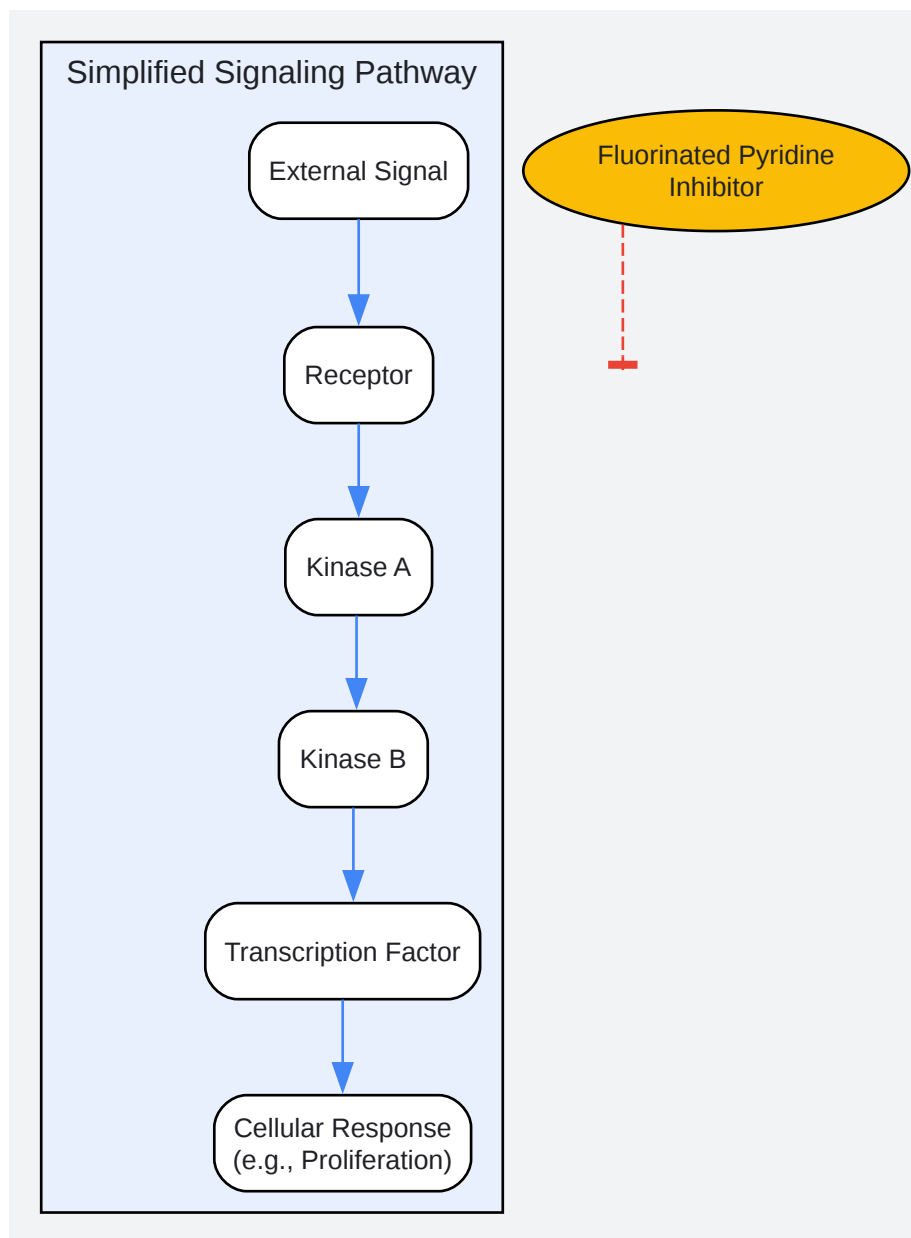 Simplified Signaling Pathway
External Signal
Fluorinated Pyridine
Inhibitor
Receptor
Kinase A
Kinase B
Transcription Factor
Cellular Response
(e.g., Proliferation)